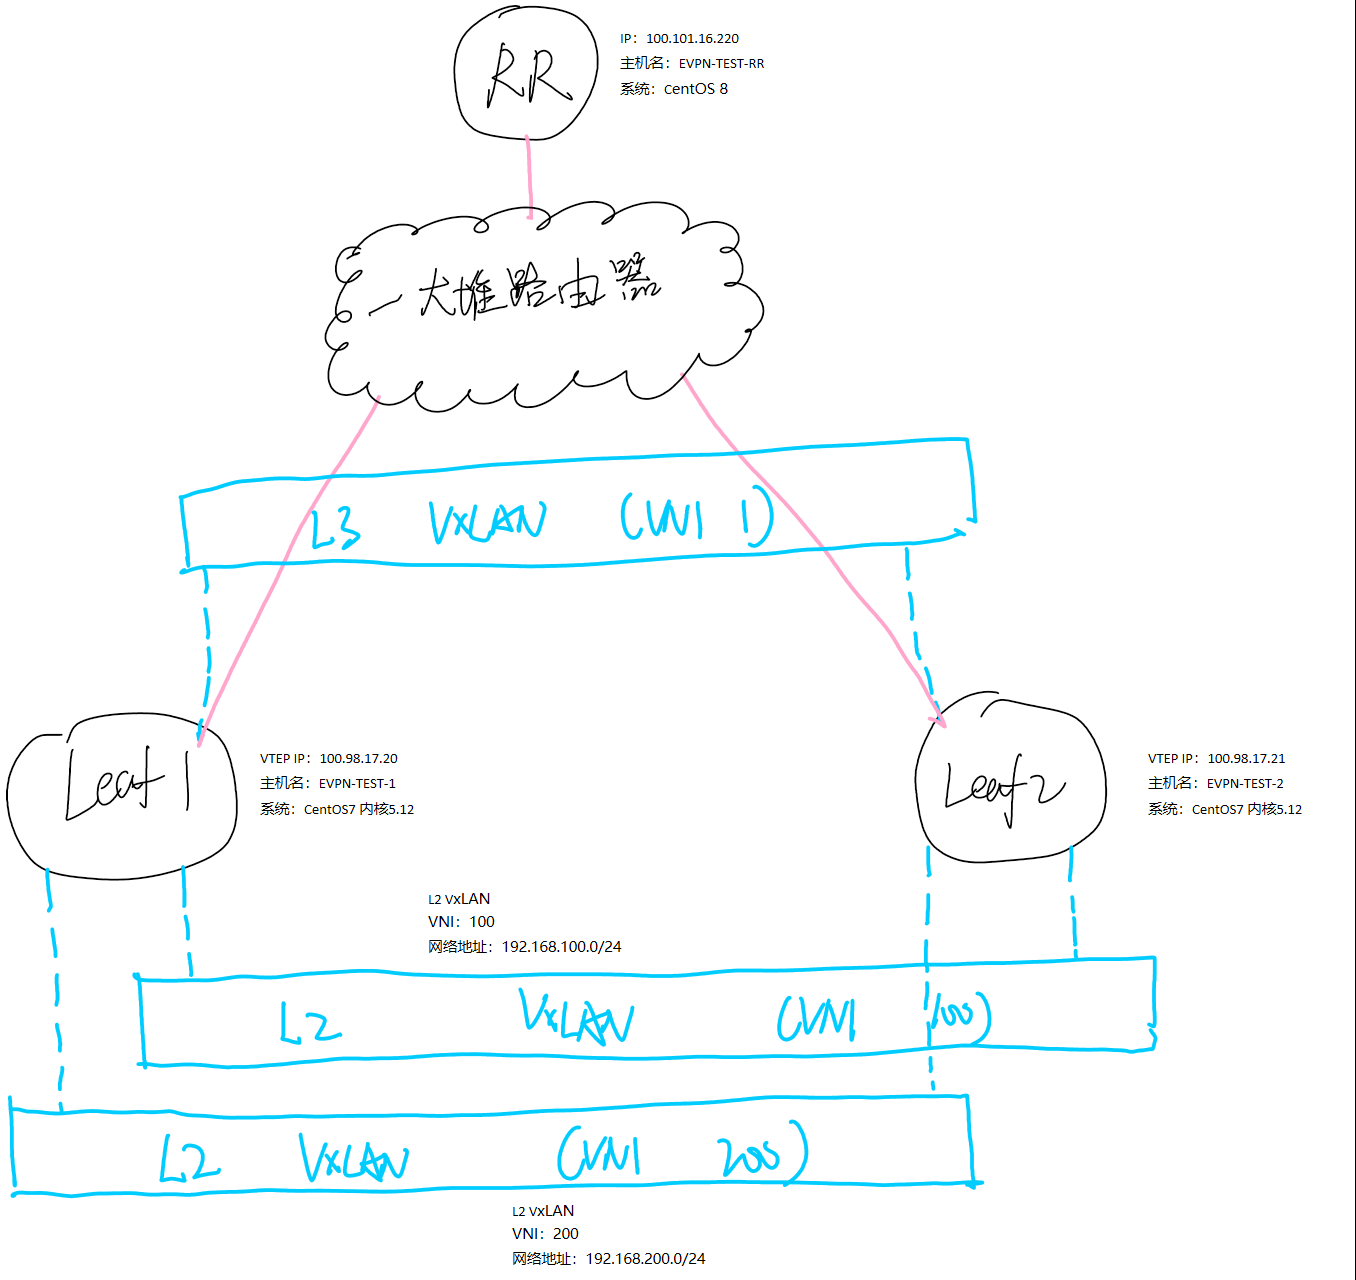 RR
IP：100.101.16.220
主机名：EVPN-TEST-RR
系统：centOS 8
一大堆路由器
L3 VxLAN (VNI 1)
Leaf 1
VTEP IP：100.98.17.20
主机名：EVPN-TEST-1
系统：CentOS7 内核5.12
Leaf 2
VTEP IP：100.98.17.21
主机名：EVPN-TEST-2
系统：CentOS7 内核5.12
L2 VxLAN
VNI：100
网络地址：192.168.100.0/24
L2 VxLAN (VNI 100)
L2 VxLAN (VNI 200)
L2 VxLAN
VNI：200
网络地址：192.168.200.0/24